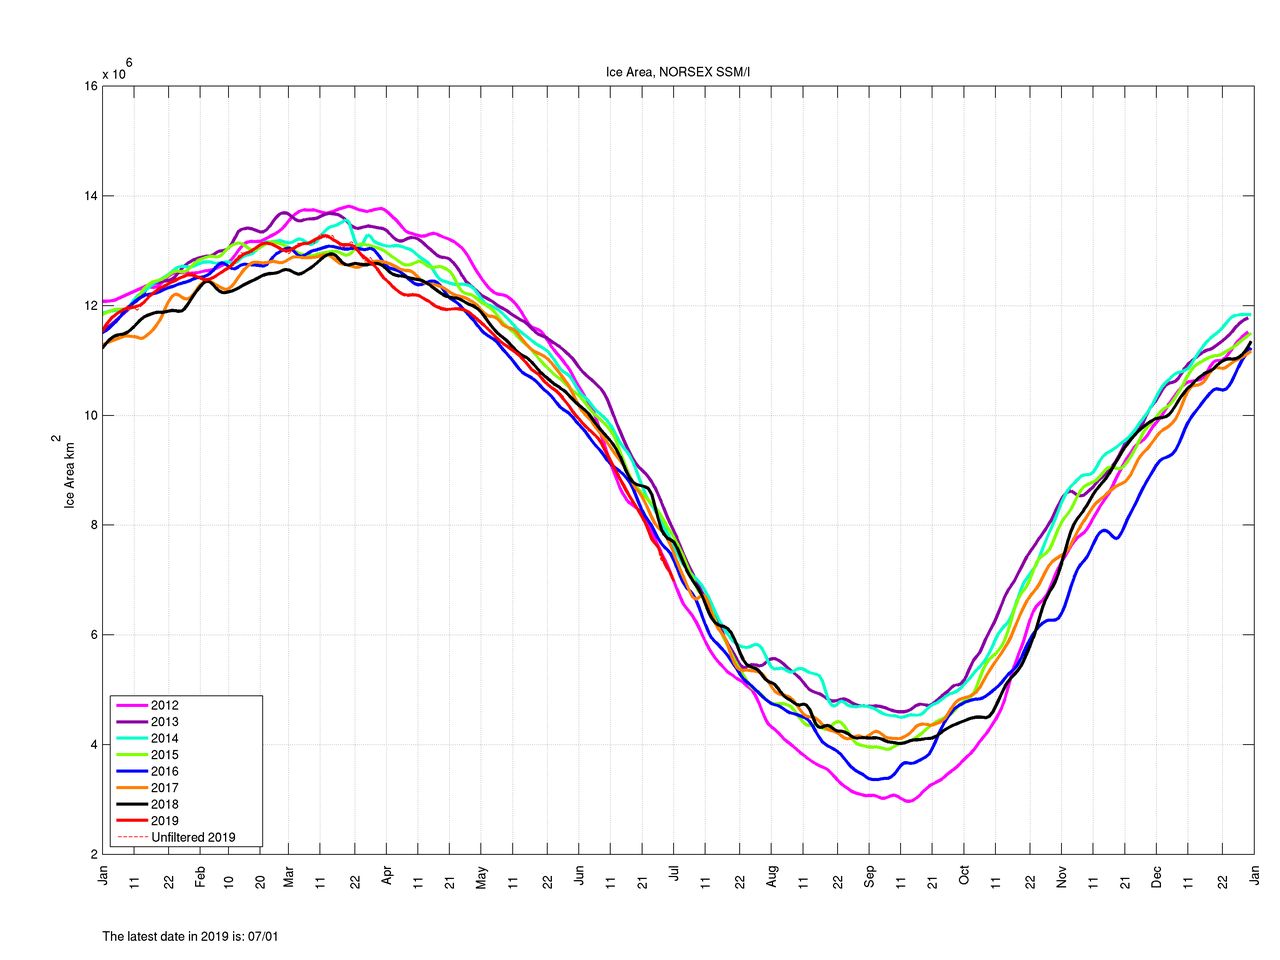 x 10 6
Ice Area, NORSEX SSM/I
16
14
12
10
8
6
4
2
Ice Area km 2
2012
2013
2014
2015
2016
2017
2018
2019
Unfiltered 2019
Jan 11 22 Feb 10 20 Mar 11 22 Apr 11 21 May 11 22 Jun 11 21 Jul 11 22 Aug 11 22 Sep 11 21 Oct 11 22 Nov 11 21 Dec 11 22 Jan
The latest date in 2019 is: 07/01